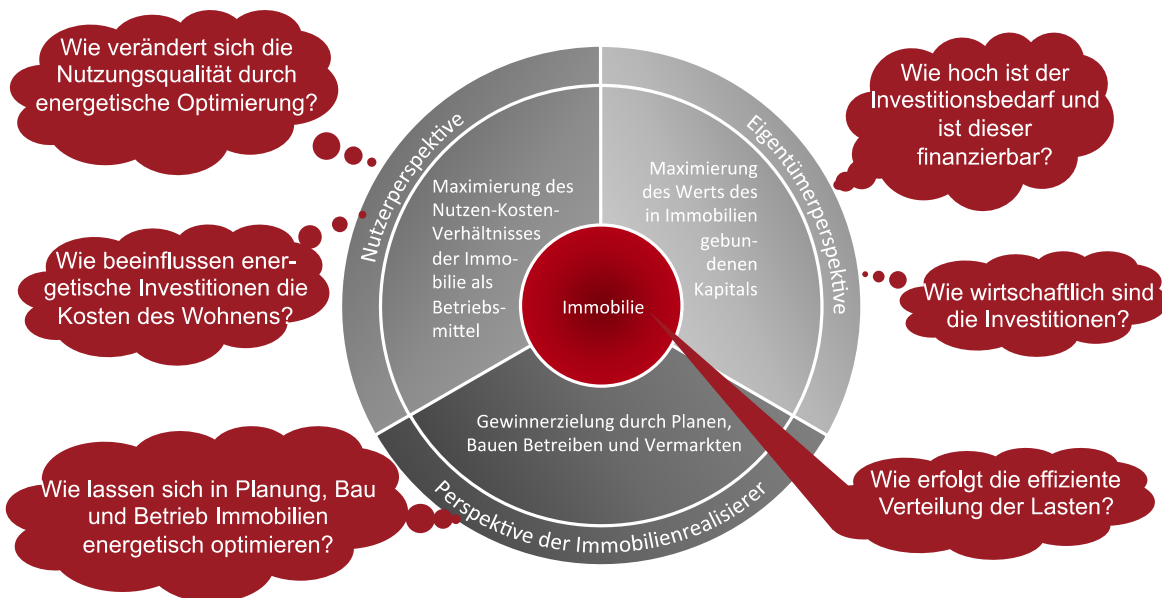 Wie verändert sich die
Nutzungsqualität durch
energetische Optimierung?
Wie hoch ist der
Investitionsbedarf und
ist dieser
finanzierbar?
Nutzerperspektive
Eigentümerperspektive
Maximierung des
Nutzen-Kosten-
Verhältnisses
der Immo-
bilie als
Betriebs-
mittel
Maximierung
des Werts des
in Immobilien
gebun-
denen
Kapitals
Immobilie
Wie beeinflussen ener-
getische Investitionen die
Kosten des Wohnens?
Wie wirtschaftlich sind
die Investitionen?
Gewinnerzielung durch Planen,
Bauen Betreiben und Vermarkten
Perspektive der Immobilienrealisierer
Wie lassen sich in Planung, Bau
und Betrieb Immobilien
energetisch optimieren?
Wie erfolgt die effiziente
Verteilung der Lasten?